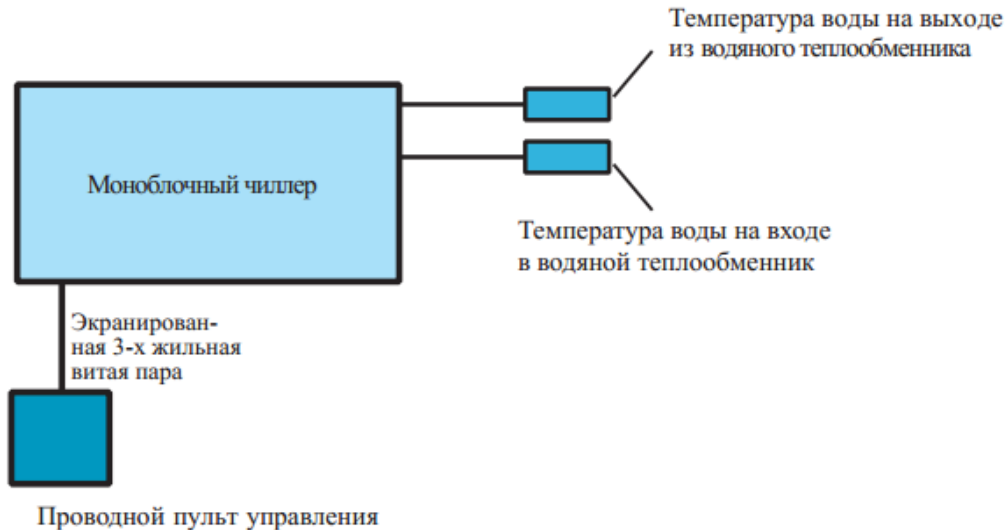 Температура воды на выходе
из водяного теплообменника
Моноблочный чиллер
Температура воды на входе
в водяной теплообменник
Экранирован-
ная 3-х жильная
витая пара
Проводной пульт управления